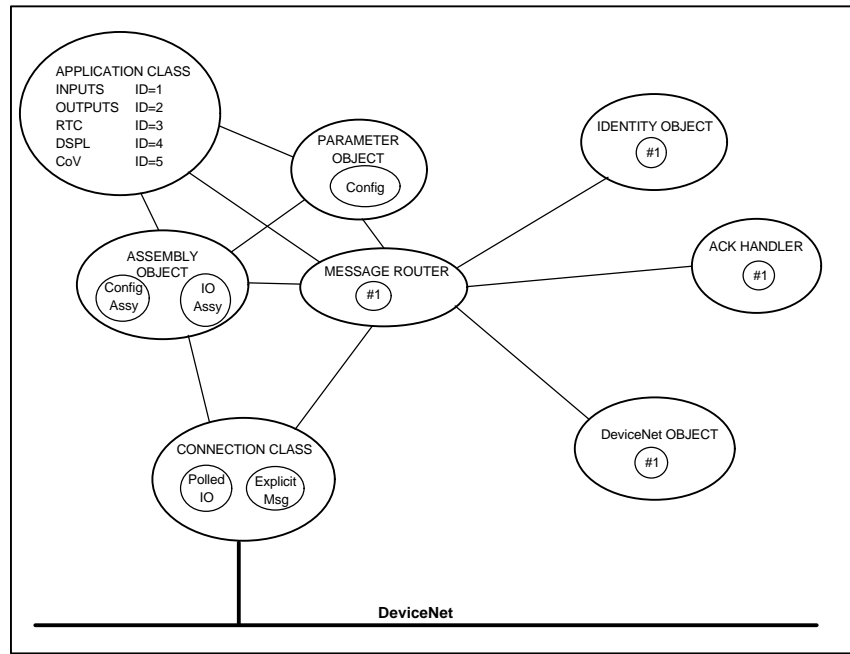 APPLICATION CLASS
INPUTS ID=1
OUTPUTS ID=2
RTC ID=3
DSPL ID=4
CoV ID=5
PARAMETER
OBJECT
Config
IDENTITY OBJECT
#1
ASSEMBLY
OBJECT
Config
Assy
IO
Assy
MESSAGE ROUTER
#1
ACK HANDLER
#1
CONNECTION CLASS
Polled
IO
Explicit
Msg
DeviceNet OBJECT
#1
DeviceNet